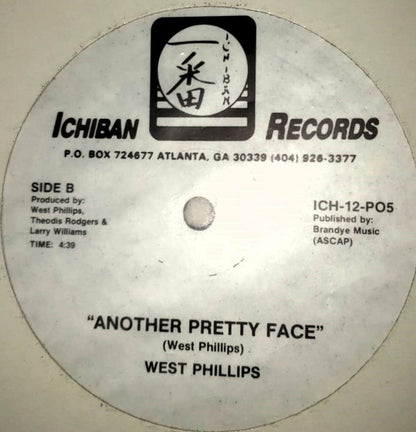 一番
ICHIBAN
ICHIBAN RECORDS
P.O. BOX 724677 ATLANTA, GA 30339 (404) 926-3377
SIDE B
Produced by:
West Phillips,
Theodis Rodgers &
Larry Williams
TIME: 4:39
ICH-12-PO5
Published by:
Brandye Music
(ASCAP)
"ANOTHER PRETTY FACE"
(West Phillips)
WEST PHILLIPS